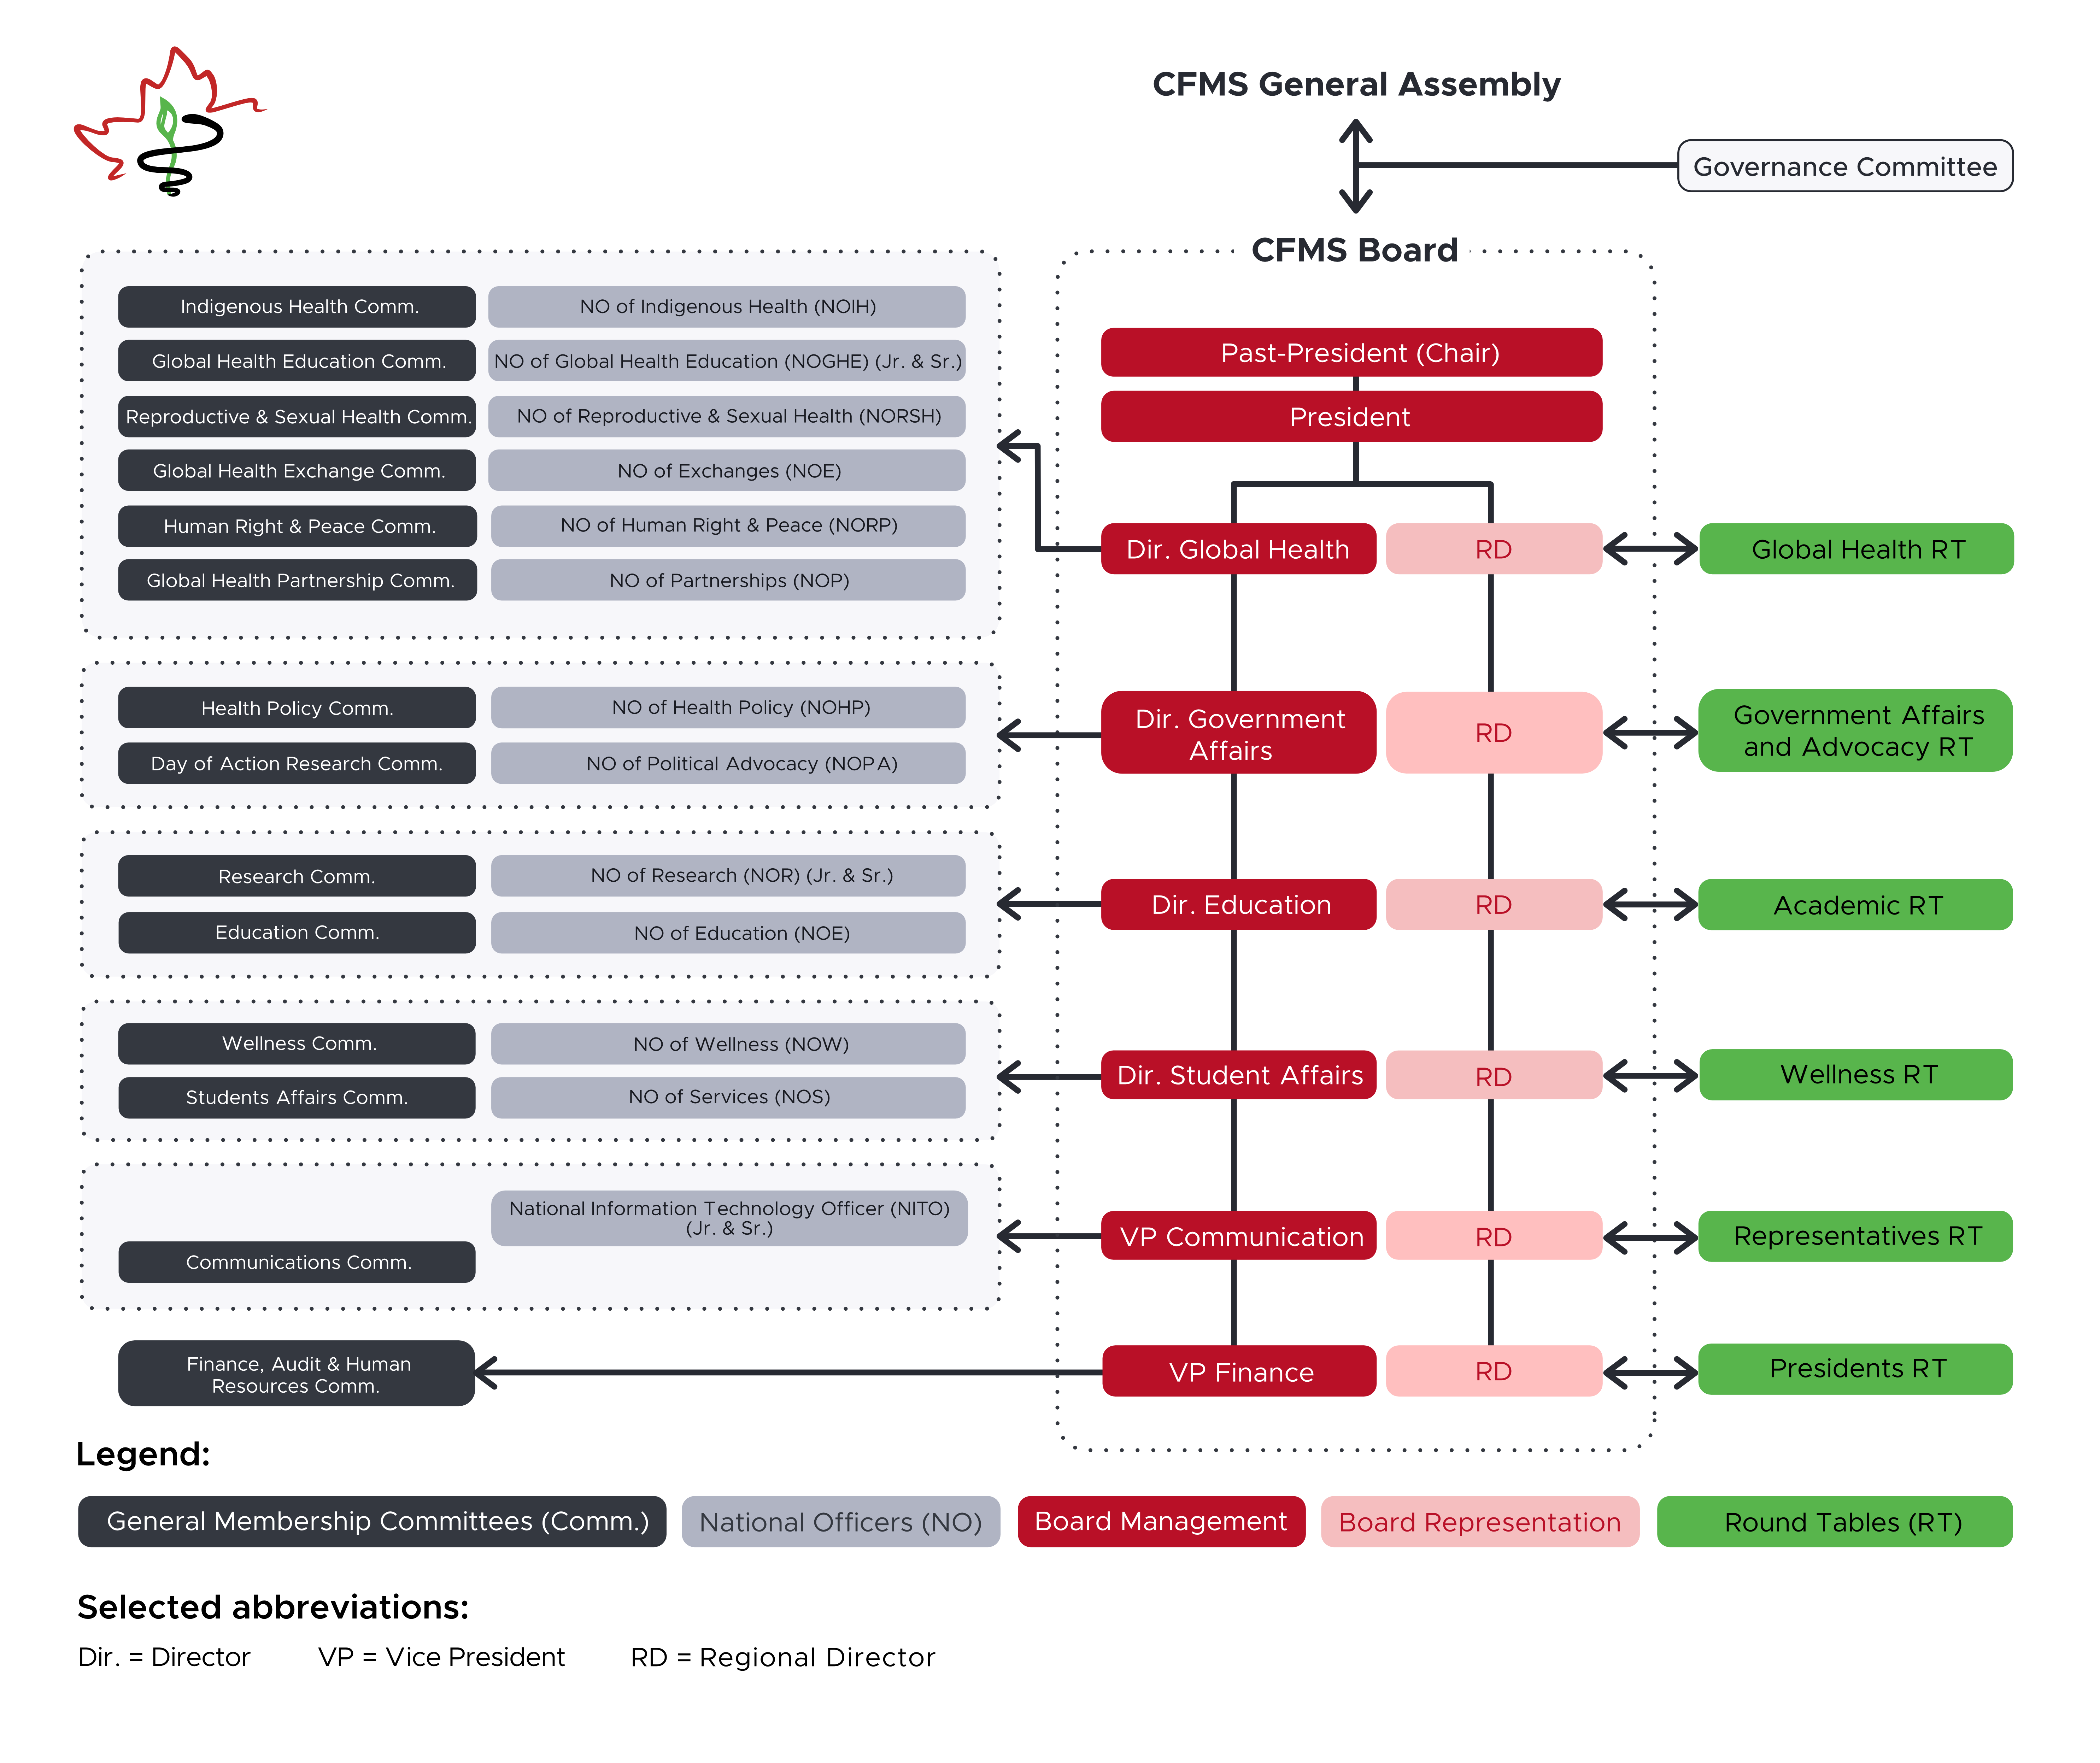 CFMS General Assembly
Governance Committee
CFMS Board
Indigenous Health Comm.
NO of Indigenous Health (NOIH)
Global Health Education Comm.
NO of Global Health Education (NOGHE) (Jr. & Sr.)
Reproductive & Sexual Health Comm.
NO of Reproductive & Sexual Health (NORSH)
Global Health Exchange Comm.
NO of Exchanges (NOE)
Human Right & Peace Comm.
NO of Human Right & Peace (NORP)
Global Health Partnership Comm.
NO of Partnerships (NOP)
Past-President (Chair)
President
Dir. Global Health
RD
Global Health RT
Health Policy Comm.
NO of Health Policy (NOHP)
Day of Action Research Comm.
NO of Political Advocacy (NOPA)
Dir. Government
Affairs
RD
Government Affairs
and Advocacy RT
Research Comm.
NO of Research (NOR) (Jr. & Sr.)
Education Comm.
NO of Education (NOE)
Dir. Education
RD
Academic RT
Wellness Comm.
NO of Wellness (NOW)
Students Affairs Comm.
NO of Services (NOS)
Dir. Student Affairs
RD
Wellness RT
National Information Technology Officer (NITO)
(Jr. & Sr.)
Communications Comm.
VP Communication
RD
Representatives RT
Finance, Audit & Human
Resources Comm.
VP Finance
RD
Presidents RT
Legend:
General Membership Committees (Comm.)
National Officers (NO)
Board Management
Board Representation
Round Tables (RT)
Selected abbreviations:
Dir. = Director
VP = Vice President
RD = Regional Director